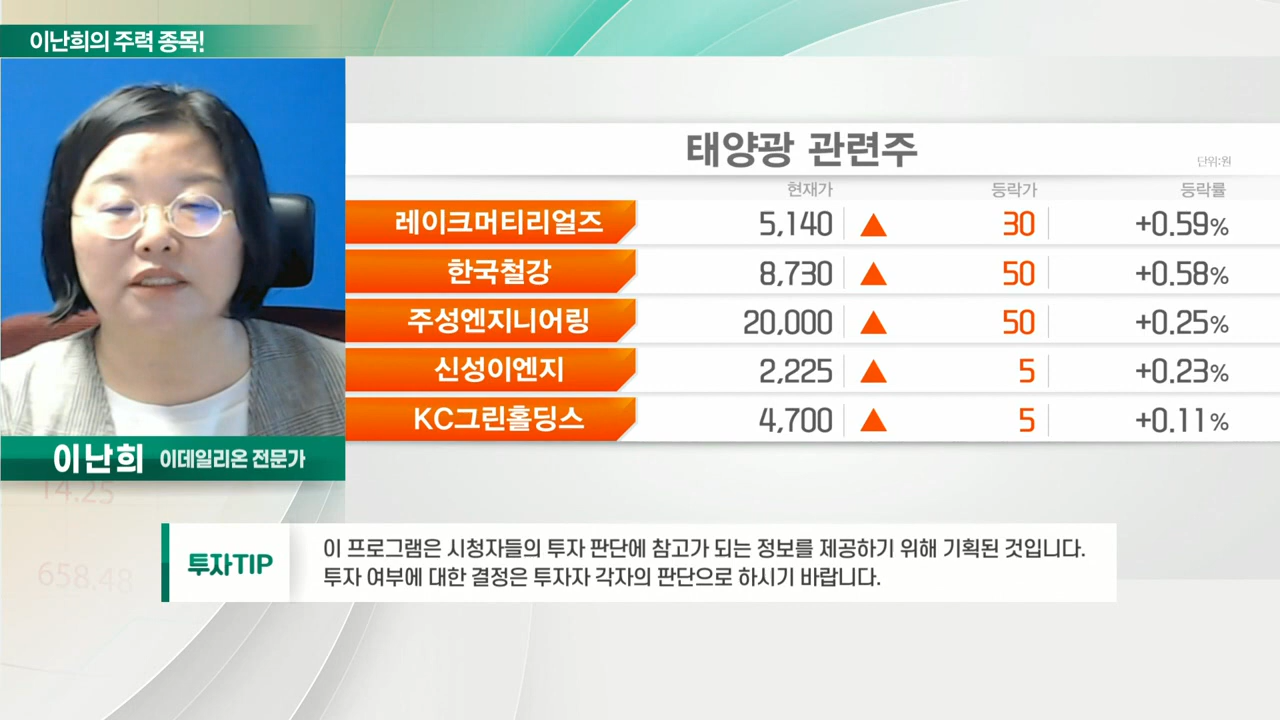 이난희의 주력 종목!
태양광 관련주
단위:원
현재가 등락가 등락률
레이크머티리얼즈 5,140 ▲ 30 +0.59%
한국철강 8,730 ▲ 50 +0.58%
주성엔지니어링 20,000 ▲ 50 +0.25%
신성이엔지 2,225 ▲ 5 +0.23%
KC그린홀딩스 4,700 ▲ 5 +0.11%
이난희 이데일리온 전문가
14.25
658.48
투자TIP
이 프로그램은 시청자들의 투자 판단에 참고가 되는 정보를 제공하기 위해 기획된 것입니다.
투자 여부에 대한 결정은 투자자 각자의 판단으로 하시기 바랍니다.